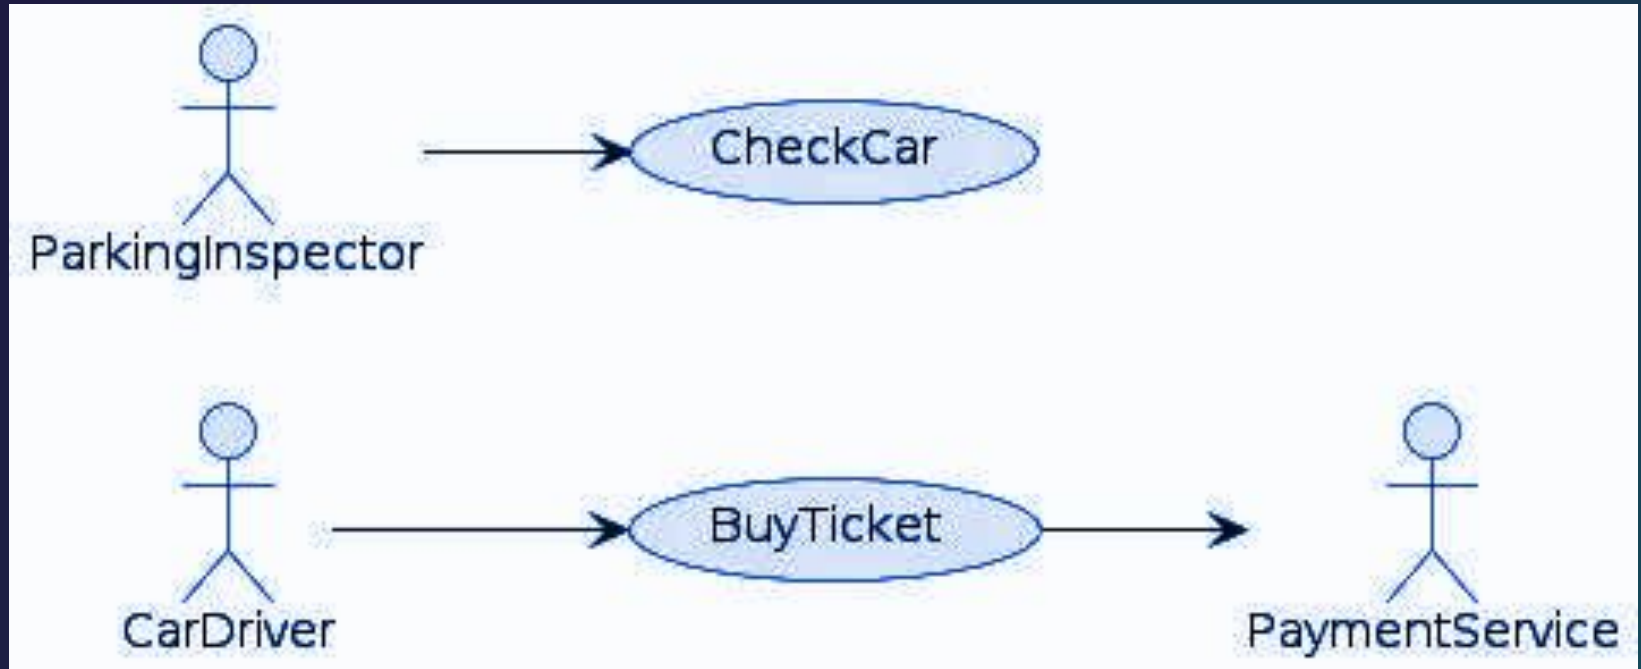 CheckCar
ParkingInspector
BuyTicket
CarDriver
PaymentService